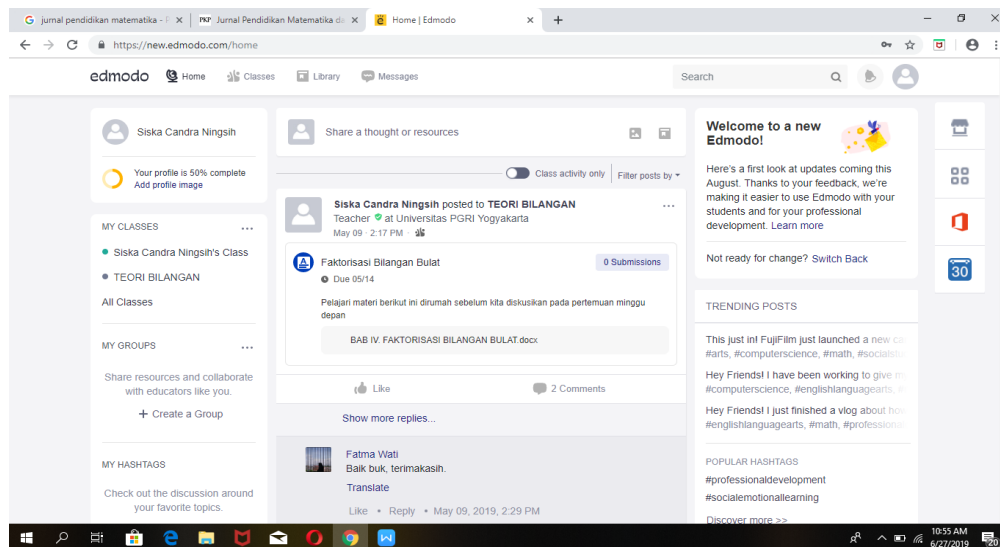 jurnal pendidikan matematika - P
PKP Jurnal Pendidikan Matematika da
Home | Edmodo
https://new.edmodo.com/home
edmodo
Home
Classes
Library
Messages
Search
Siska Candra Ningsih
Your profile is 50% complete
Add profile image
MY CLASSES
Siska Candra Ningsih's Class
TEORI BILANGAN
All Classes
MY GROUPS
Share resources and collaborate
with educators like you.
+ Create a Group
MY HASHTAGS
Check out the discussion around
your favorite topics.
Share a thought or resources
Class activity only
Filter posts by
Siska Candra Ningsih posted to TEORI BILANGAN
Teacher at Universitas PGRI Yogyakarta
May 09 · 2:17 PM ·
Faktorisasi Bilangan Bulat
0 Submissions
Due 05/14
Pelajari materi berikut ini dirumah sebelum kita diskusikan pada pertemuan minggu
depan
BAB IV. FAKTORISASI BILANGAN BULAT.docx
Like
2 Comments
Show more replies...
Fatma Wati
Baik buk, terimakasih.
Translate
Like • Reply • May 09, 2019, 2:29 PM
Welcome to a new
Edmodo!
Here's a first look at updates coming this
August. Thanks to your feedback, we're
making it easier to use Edmodo with your
students and for your professional
development. Learn more
Not ready for change? Switch Back
TRENDING POSTS
This just in! FujiFilm just launched a new
#arts, #computerscience, #math,
Hey Friends! I have been working to give
#computerscience, #englishlanguagearts,
Hey Friends! I just finished a vlog about
#englishlanguagearts, #math,
POPULAR HASHTAGS
#professionaldevelopment
#socialemotionallearning
Discover more >>
30
10:55 AM
6/27/2019
20